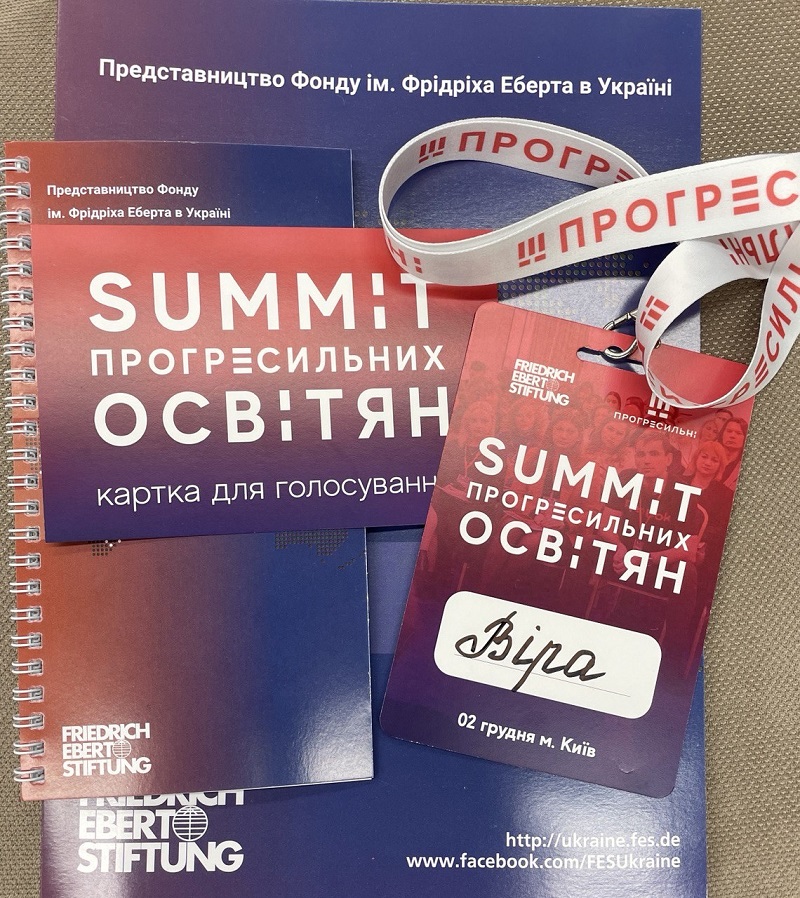 Представництво Фонду ім. Фрідріха Еберта в Україні
Представництво Фонду
ім. Фрідріха Еберта в Україні
SUMMIT
ПРОГРЕСИЛЬНИХ
ОСВІТЯН
картка для голосуванн
FRIEDRICH
EBERT
STIFTUNG
FRIEDRICH
EBERT
STIFTUNG
http://ukraine.fes.de
www.facebook.com/FESUkraine
ПРОГРЕ
ПРОГРЕС
FRIEDRICH
EBERT
STIFTUNG
ПРОГРЕСИЛЬНІ
SUMMIT
ПРОГРЕСИЛЬНИХ
ОСВІТЯН
Віра
02 грудня м. Київ